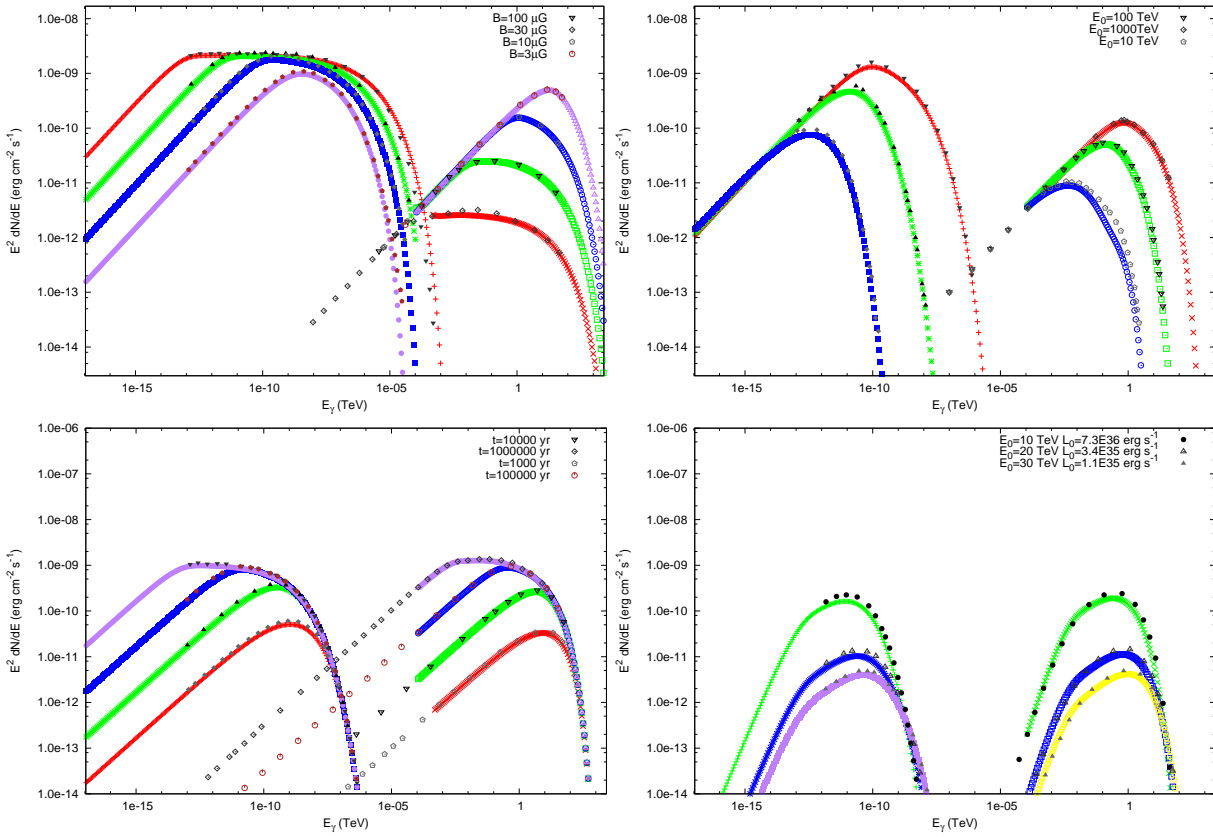 B=100 μG
B=30 μG
B=10μG
B=3μG
1.0e-08
1.0e-09
1.0e-10
1.0e-11
1.0e-12
1.0e-13
1.0e-14
E² dN/dE (erg cm⁻² s⁻¹)
1e-15
1e-10
1e-05
1
Eᵧ (TeV)
E₀=100 TeV
E₀=1000TeV
E₀=10 TeV
1.0e-08
1.0e-09
1.0e-10
1.0e-11
1.0e-12
1.0e-13
1.0e-14
E² dN/dE (erg cm⁻² s⁻¹)
1e-15
1e-10
1e-05
1
Eᵧ (TeV)
t=10000 yr
t=1000000 yr
t=1000 yr
t=100000 yr
1.0e-06
1.0e-07
1.0e-08
1.0e-09
1.0e-10
1.0e-11
1.0e-12
1.0e-13
1.0e-14
E² dN/dE (erg cm⁻² s⁻¹)
1e-15
1e-10
1e-05
1
Eᵧ (TeV)
E₀=10 TeV L₀=7.3E36 erg s⁻¹
E₀=20 TeV L₀=3.4E35 erg s⁻¹
E₀=30 TeV L₀=1.1E35 erg s⁻¹
1.0e-06
1.0e-07
1.0e-08
1.0e-09
1.0e-10
1.0e-11
1.0e-12
1.0e-13
1.0e-14
E² dN/dE (erg cm⁻² s⁻¹)
1e-15
1e-10
1e-05
1
Eᵧ (TeV)